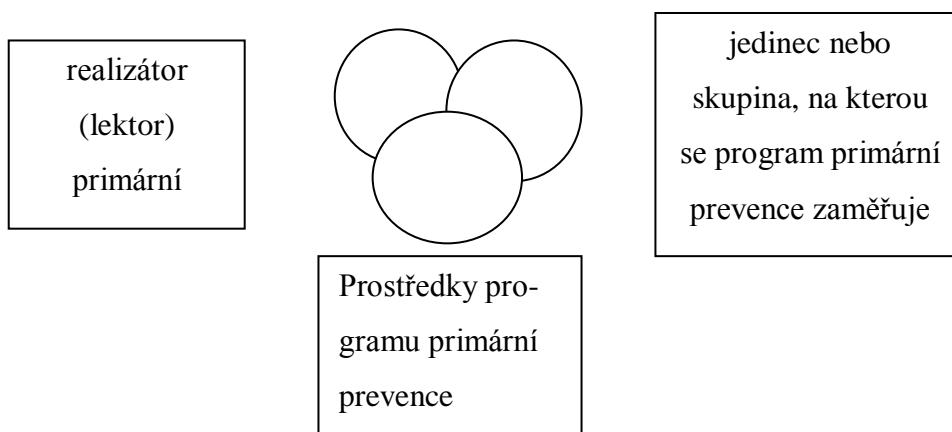 realizátor
(lektor)
primární
jedinec nebo
skupina, na kterou
se program primární
prevence zaměřuje
Prostředky pro-
gramu primární
prevence